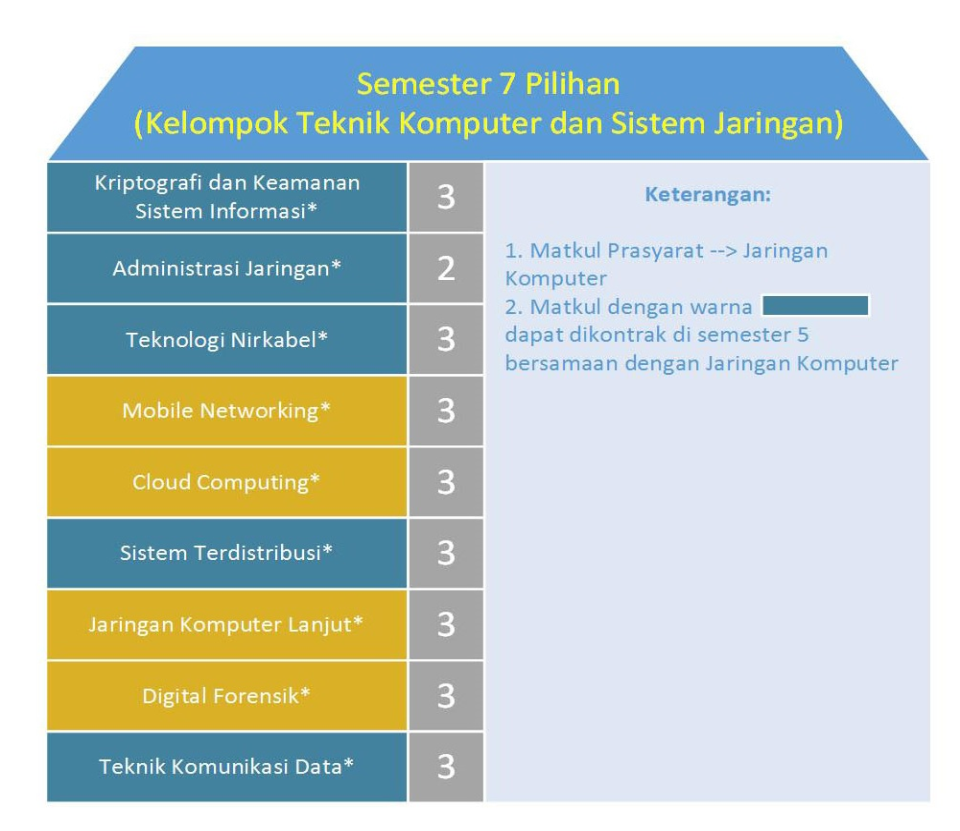 Semester 7 Pilihan
(Kelompok Teknik Komputer dan Sistem Jaringan)
Kriptografi dan Keamanan
Sistem Informasi*
3
Administrasi Jaringan*
2
Teknologi Nirkabel*
3
Mobile Networking*
3
Cloud Computing*
3
Sistem Terdistribusi*
3
Jaringan Komputer Lanjut*
3
Digital Forensik*
3
Teknik Komunikasi Data*
3
Keterangan:
1. Matkul Prasyarat --> Jaringan
Komputer
2. Matkul dengan warna
dapat dikontrak di semester 5
bersamaan dengan Jaringan Komputer